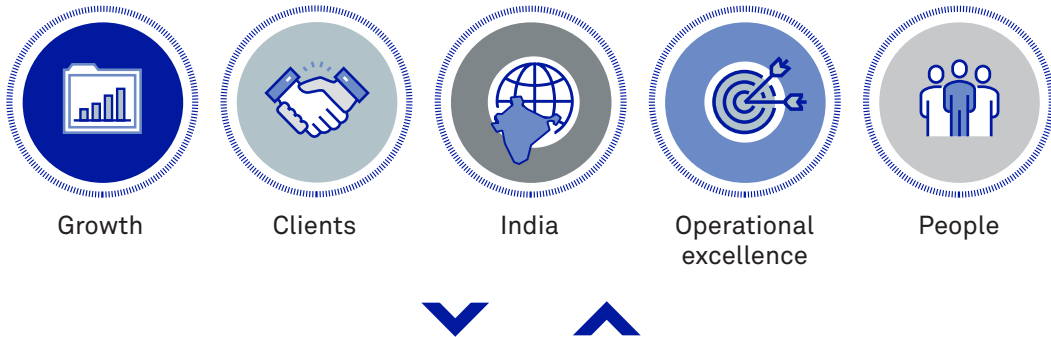 Growth
Clients
India
Operational
excellence
People